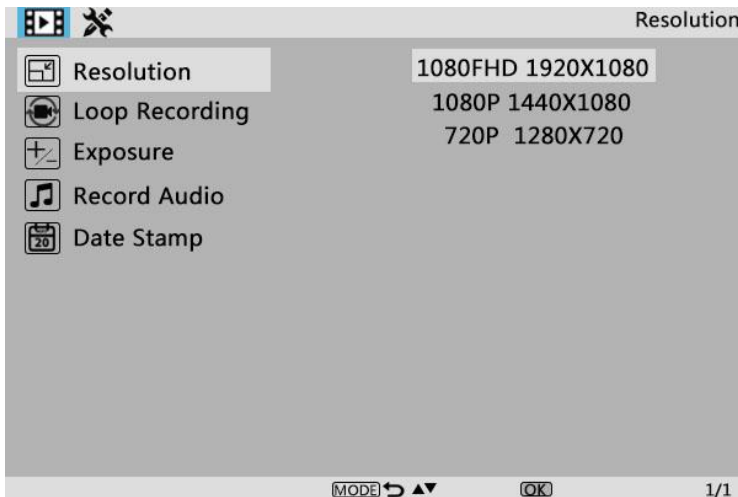 Resolution
Resolution
Loop Recording
Exposure
Record Audio
20
Date Stamp
1080FHD 1920X1080
1080P 1440X1080
720P 1280X720
MODE OK 1/1